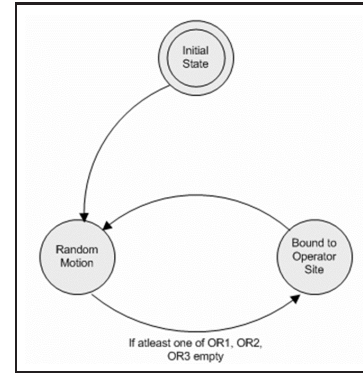 Initial
State
Random
Motion
Bound to
Operator
Site
If atleast one of OR1, OR2,
OR3 empty